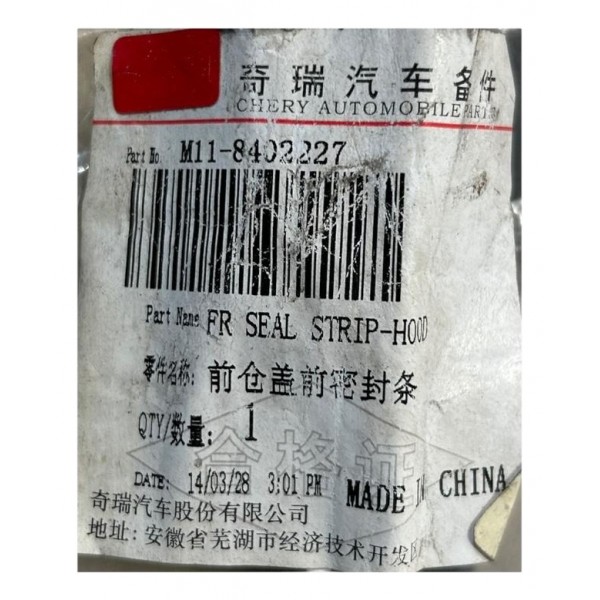 奇瑞汽车备件
CHERY AUTOMOBILE PARTS
Part No. M11-8402227
Part Name FR SEAL STRIP-HOOD
零件名称: 前仓盖前密封条
QTY/数量: 1
合格证
DATE: 14/03/28 3:01 PM MADE IN CHINA
奇瑞汽车股份有限公司
地址: 安徽省芜湖市经济技术开发区